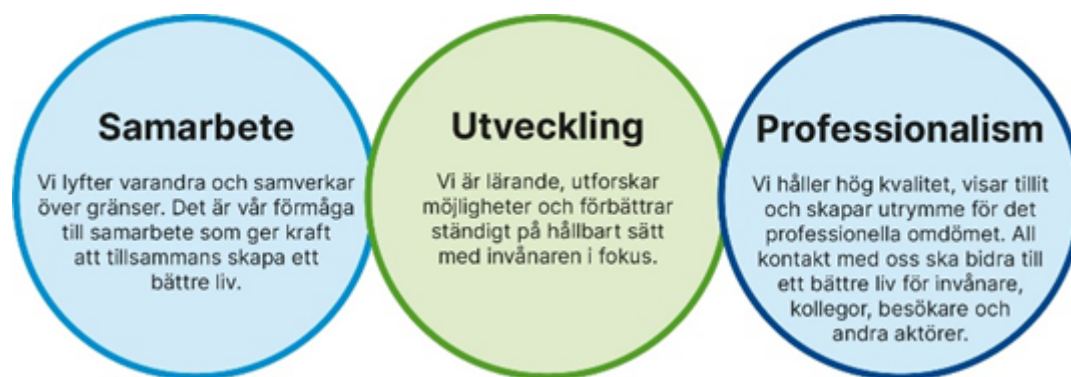 Samarbete
Vi lyfter varandra och samverkar
över gränser. Det är vår förmåga
till samarbete som ger kraft
att tillsammans skapa ett
bättre liv.
Utveckling
Vi är lärande, utforskar
möjligheter och förbättrar
ständigt på hållbart sätt
med invånaren i fokus.
Professionalism
Vi håller hög kvalitet, visar tillit
och skapar utrymme för det
professionella omdömet. All
kontakt med oss ska bidra till
ett bättre liv för invånare,
kollegor, besökare och
andra aktörer.